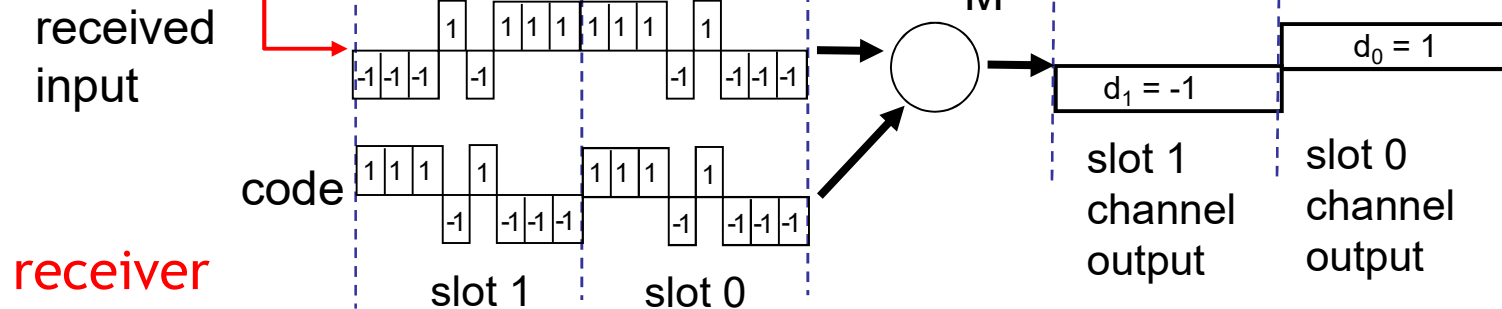 M
received
input
1 1 1 1 1 1 1 1
-1 -1 -1 -1 -1 -1 -1 -1
d₁ = -1
d₀ = 1
code
1 1 1 1 1 1 1 1
-1 -1 -1 -1 -1 -1 -1 -1
slot 1
channel
output
slot 0
channel
output
receiver
slot 1
slot 0